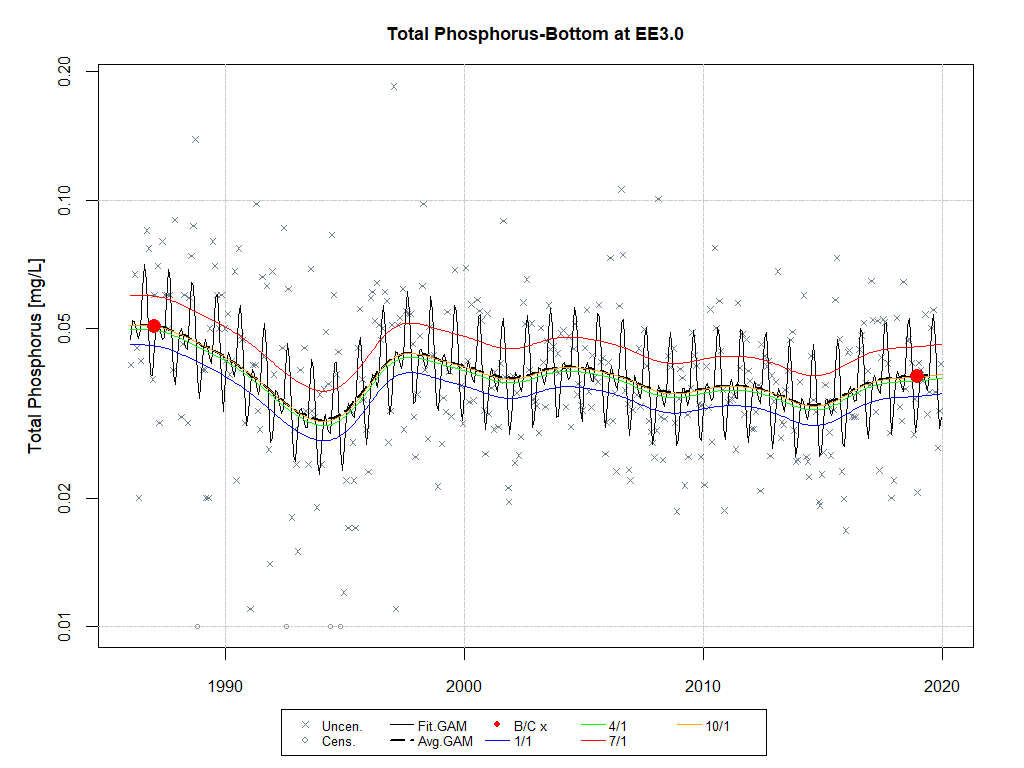 Total Phosphorus-Bottom at EE3.0
Total Phosphorus [mg/L]
0.20
0.10
0.05
0.02
0.01
1990 2000 2010 2020
Uncen. Fit.GAM B/C x 4/1 10/1
Cens. Avg.GAM 1/1 7/1